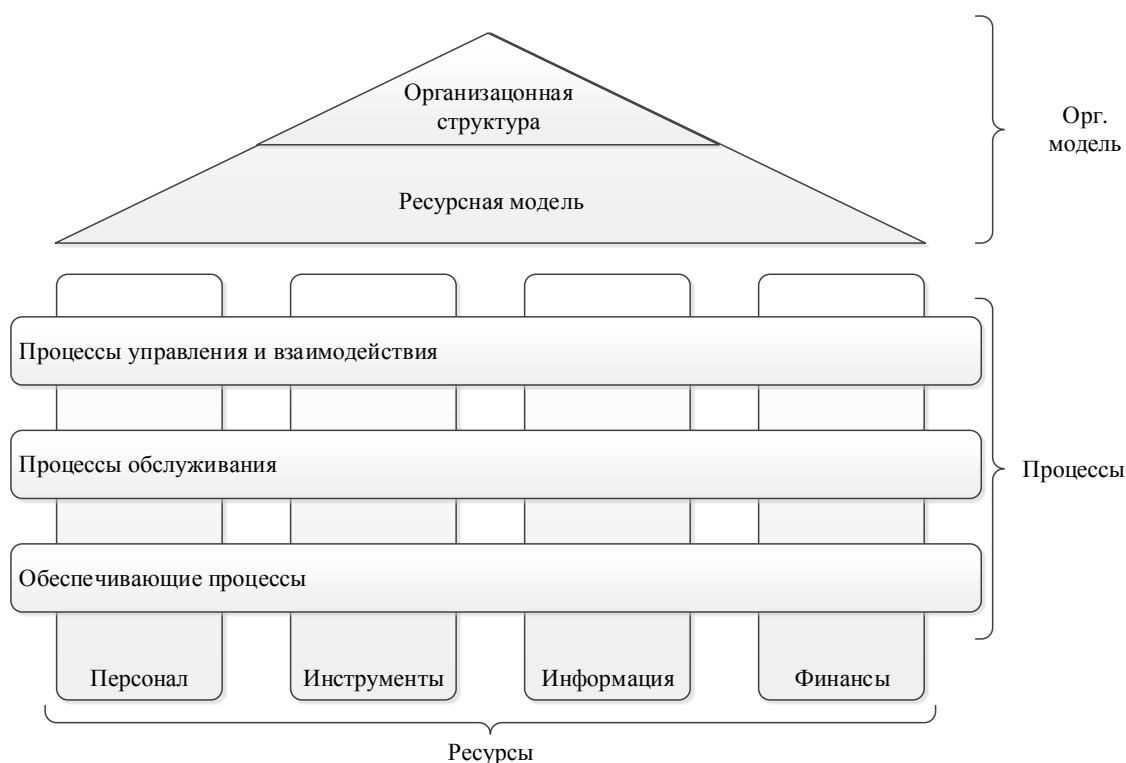 Организацонная
структура
Орг.
модель
Ресурсная модель
Процессы управления и взаимодействия
Процессы обслуживания
Процессы
Обеспечивающие процессы
Персонал
Инструменты
Информация
Финансы
Ресурсы